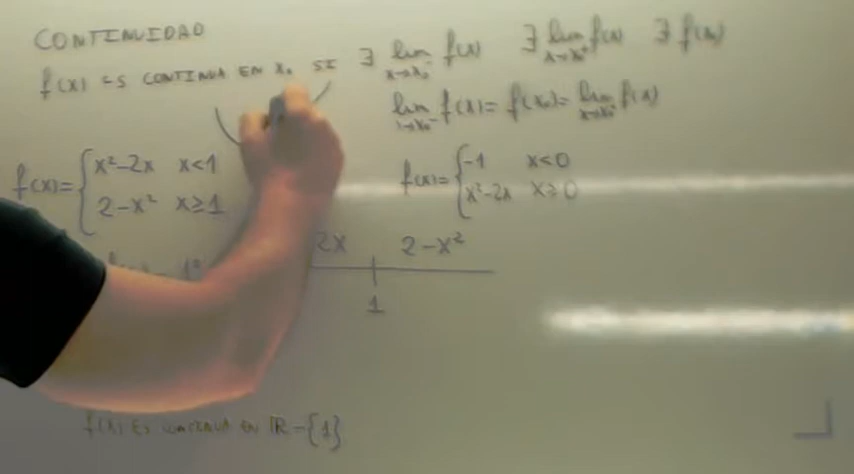 CONTINUIDAD
f(x) ES CONTINUA EN x₀ SI ∃ lim x→x₀⁻ f(x) ∃ lim x→x₀⁺ f(x) ∃ f(x₀)
lim x→x₀⁻ f(x) = f(x₀) = lim x→x₀⁺ f(x)
f(x) = { x²-2x x<1
2-x² x≥1
f(x) = { -1 x<0
x²-2x x≥0
2x 2-x²
1
f(x) ES CONTINUA EN ℝ-{1}